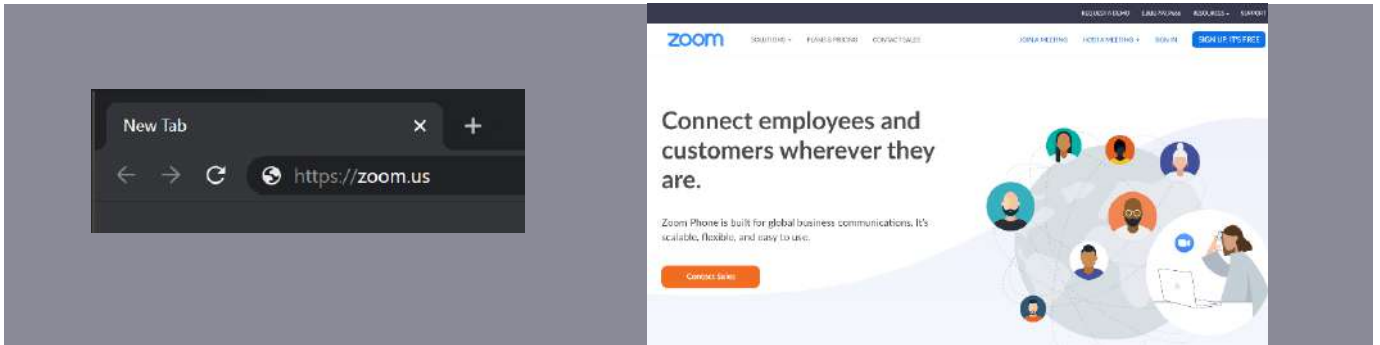 New Tab
https://zoom.us
REQUEST A DEMO RESOURCES SUPPORT
zoom SOLUTIONS PLANS & PRICING CONTACT SALES JOIN A MEETING HOST A MEETING SIGN IN SIGN UP, IT'S FREE
Connect employees and
customers wherever they
are.
Zoom Phone is built for global business communications. It's
scalable, flexible, and easy to use.
Contact Sales